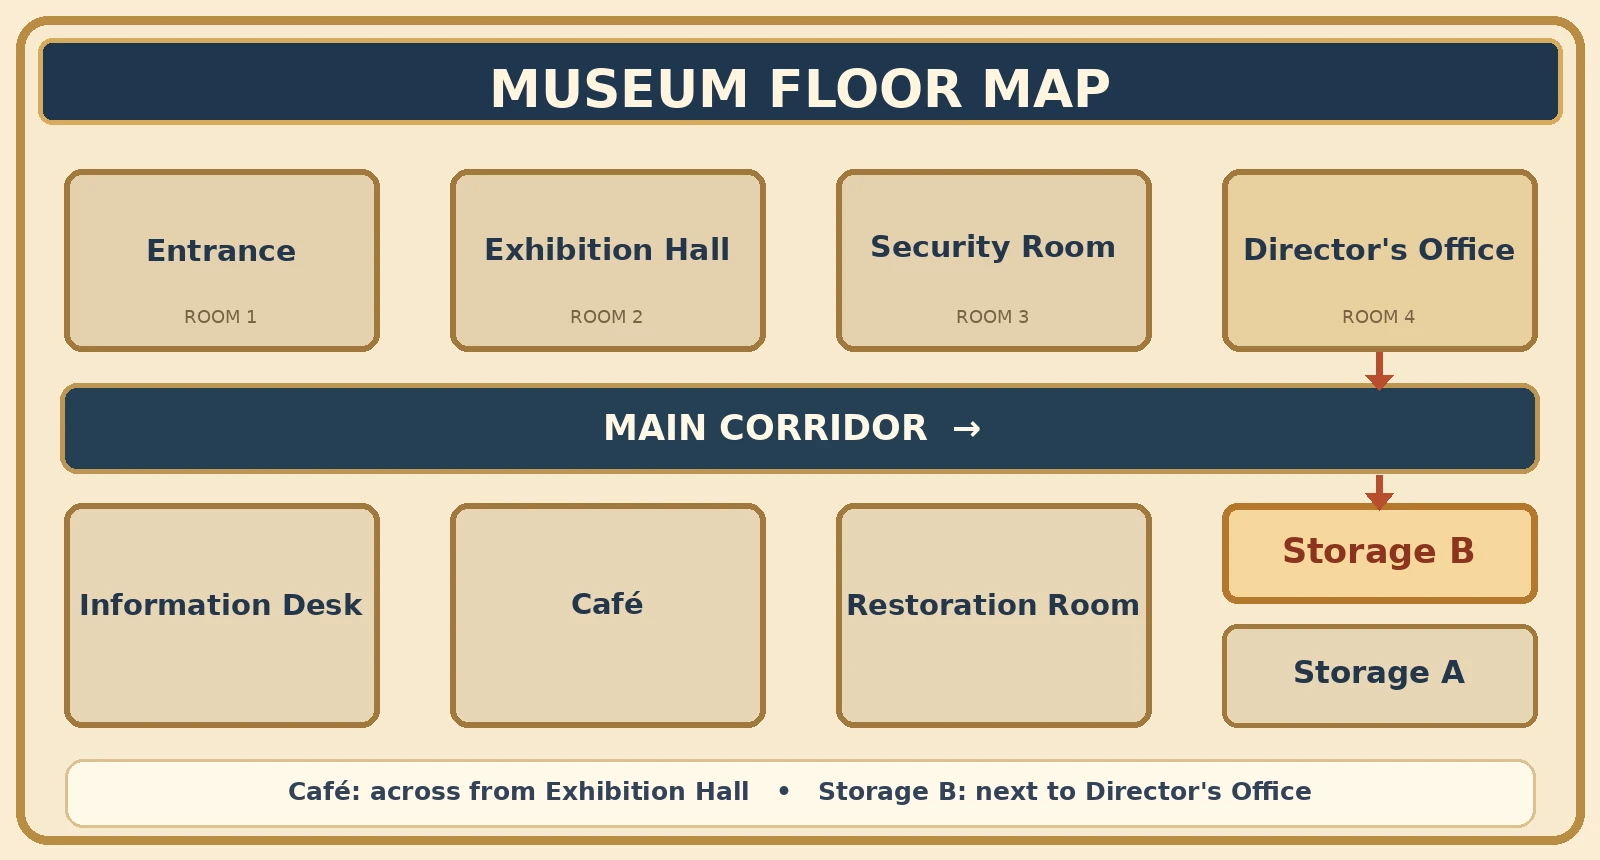 MUSEUM FLOOR MAP
Entrance
ROOM 1
Exhibition Hall
ROOM 2
Security Room
ROOM 3
Director's Office
ROOM 4
MAIN CORRIDOR →
Information Desk
Café
Restoration Room
Storage B
Storage A
Café: across from Exhibition Hall • Storage B: next to Director's Office